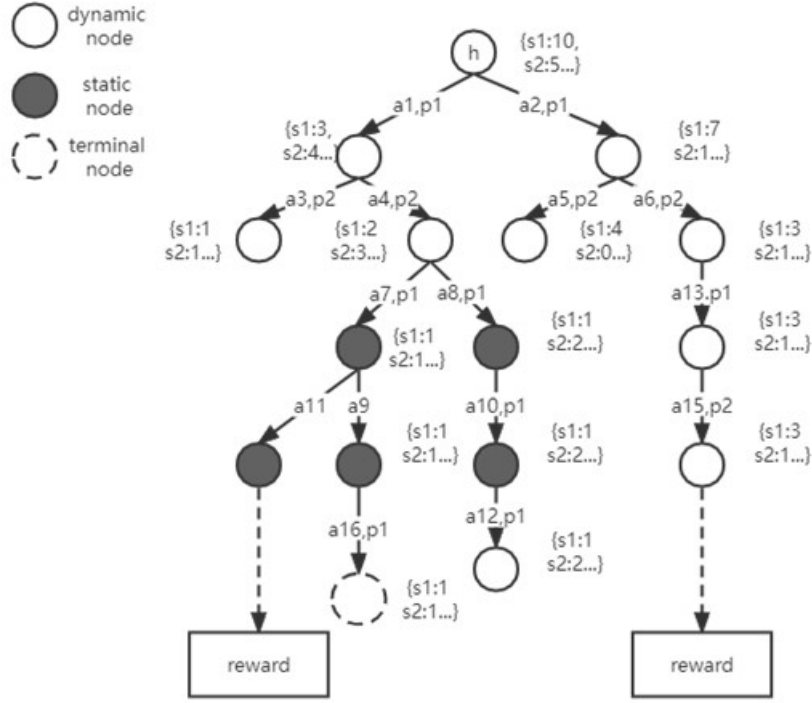 dynamic
node
static
node
terminal
node
h
{s1:10,
s2:5...}
a1,p1
a2,p1
{s1:3,
s2:4...}
{s1:7
s2:1...}
a3,p2
a4,p2
a5,p2
a6,p2
{s1:1
s2:1...}
{s1:2
s2:3...}
{s1:4
s2:0...}
{s1:3
s2:1...}
a7,p1
a8,p1
a13.p1
{s1:1
s2:1...}
{s1:1
s2:2...}
{s1:3
s2:1...}
a11
a9
a10,p1
a15,p2
{s1:1
s2:1...}
{s1:1
s2:2...}
{s1:3
s2:1...}
a16,p1
a12,p1
{s1:1
s2:1...}
{s1:1
s2:2...}
reward
reward